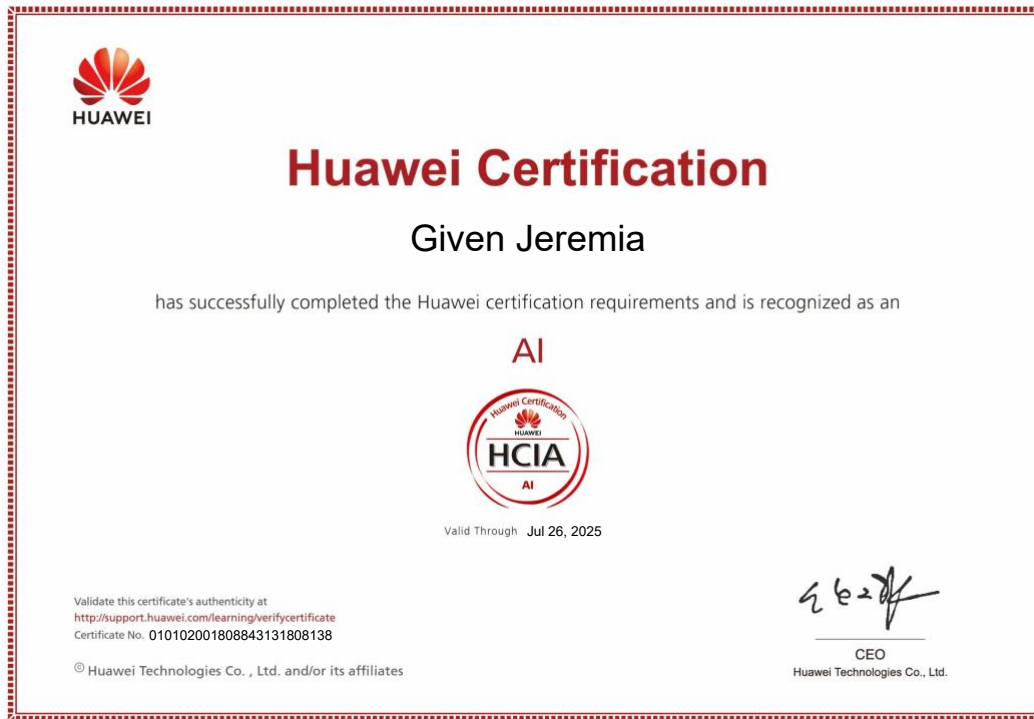 HUAWEI
Huawei Certification
Given Jeremia
has successfully completed the Huawei certification requirements and is recognized as an
AI
Huawei Certification
HUAWEI
HCIA
AI
Valid Through Jul 26, 2025
Validate this certificate's authenticity at
http://support.huawei.com/learning/verifycertificate
Certificate No. 010102001808843131808138
© Huawei Technologies Co. , Ltd. and/or its affiliates
CEO
Huawei Technologies Co., Ltd.